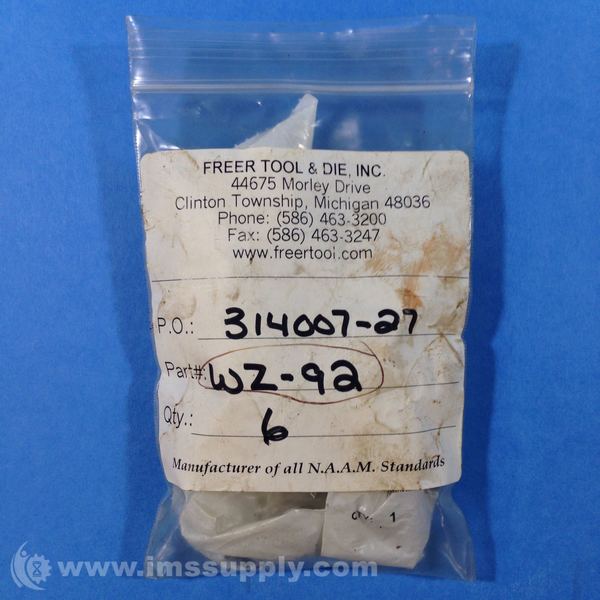 FREER TOOL & DIE, INC.
44675 Morley Drive
Clinton Township, Michigan 48036
Phone: (586) 463-3200
Fax: (586) 463-3247
www.freertool.com
P.O.: 314007-27
Part#: WZ-92
Qty.: 6
Manufacturer of all N.A.A.M. Standards
1
www.imssupply.com